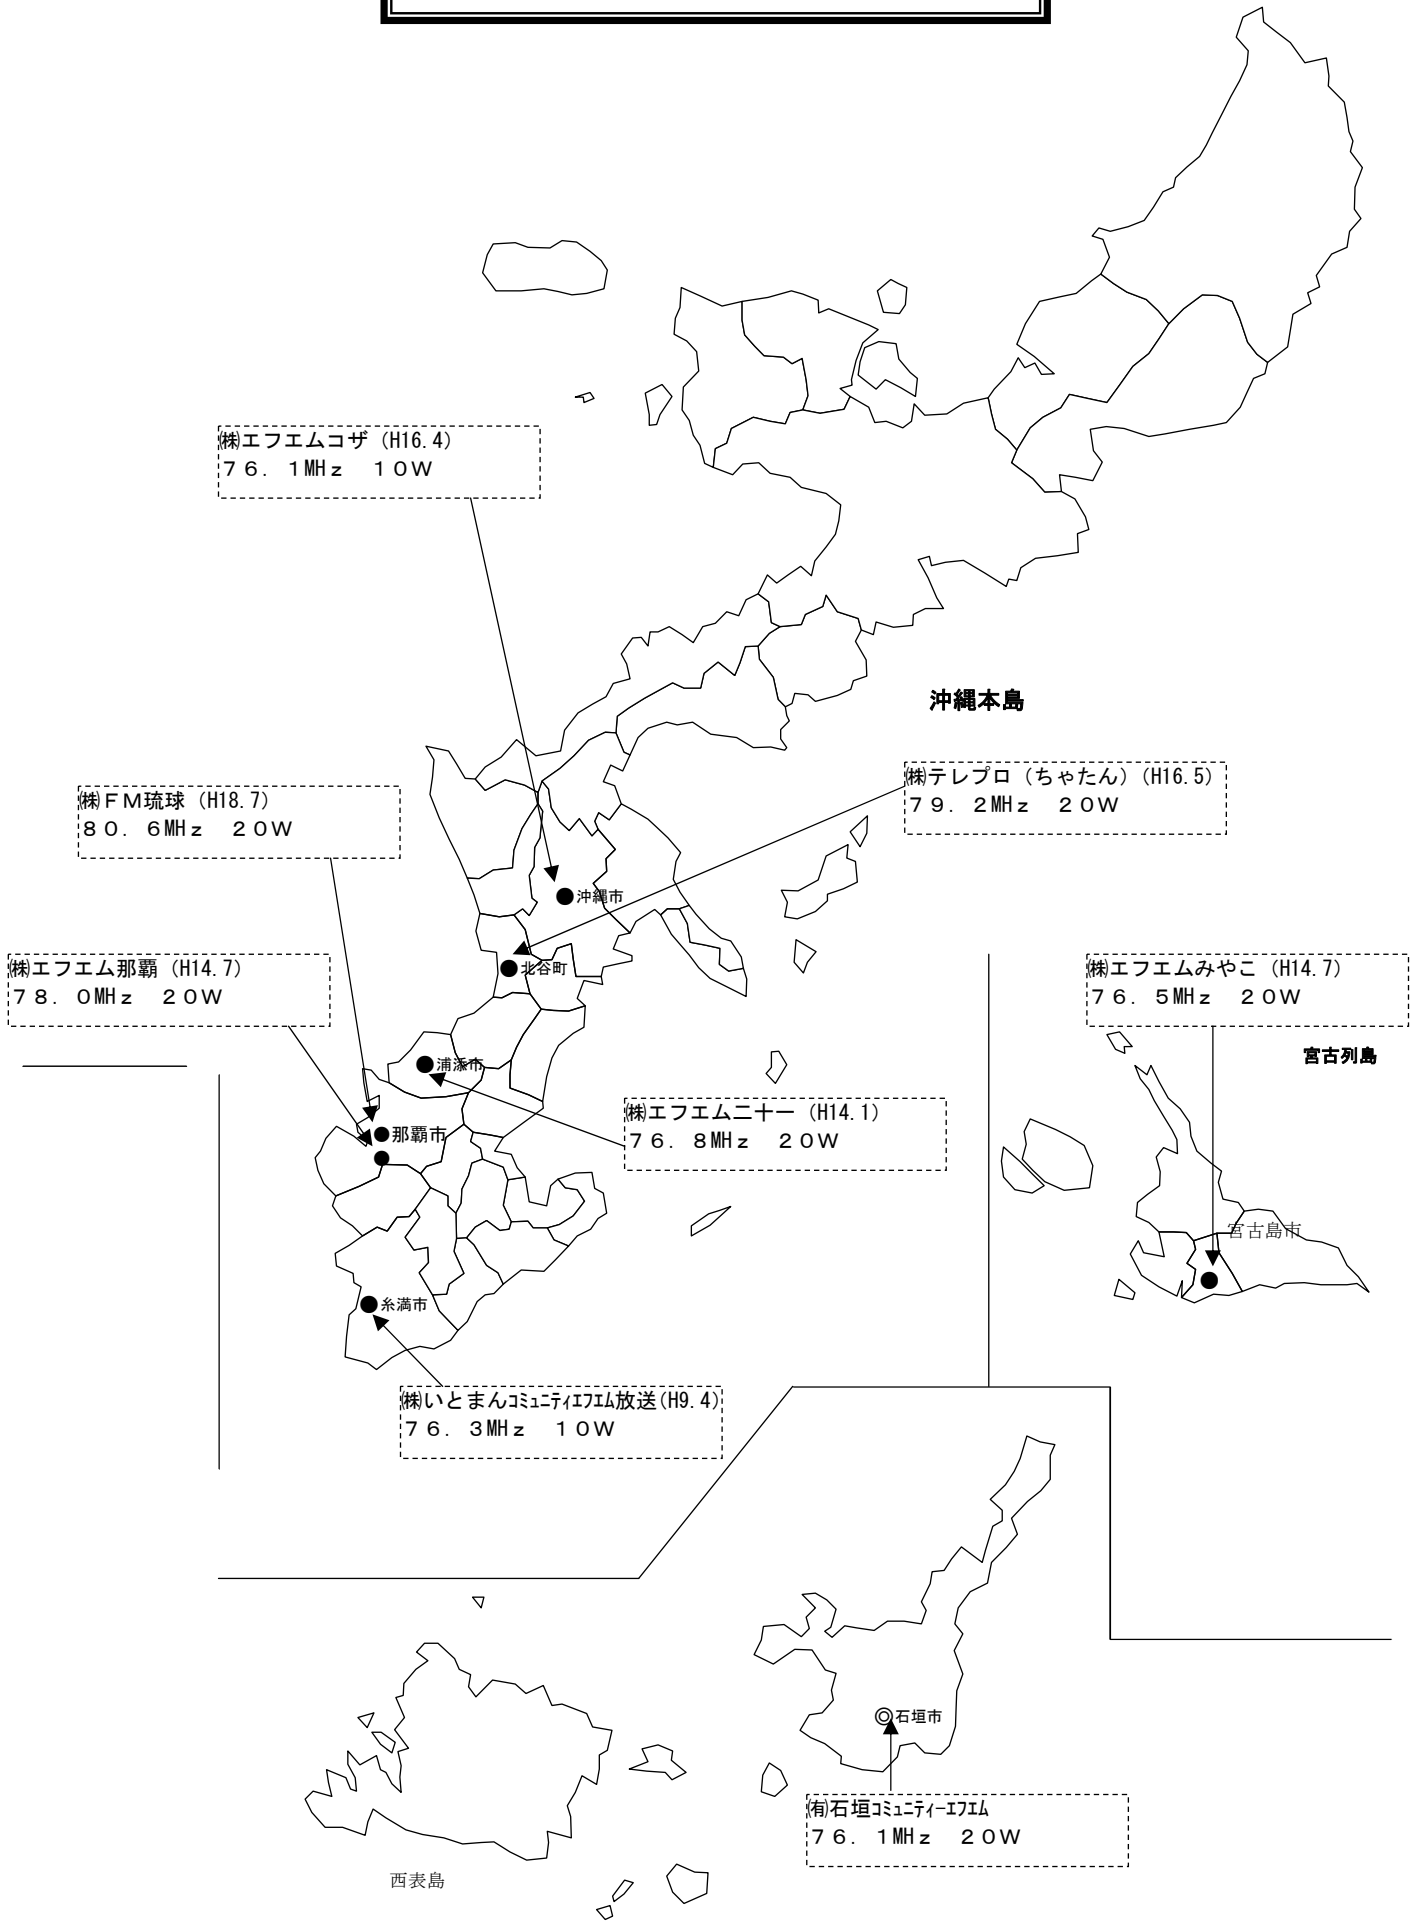 ㈱エフエムコザ（H16.4）
７６．１MHｚ　１０W
沖縄本島
㈱テレプロ（ちゃたん）（H16.5）
７９．２MHｚ　２０W
㈱ＦＭ琉球（H18.7）
８０．６MHｚ　２０W
沖縄市
北谷町
㈱エフエム那覇（H14.7）
７８．０MHｚ　２０W
㈱エフエムみやこ（H14.7）
７６．５MHｚ　２０W
宮古列島
浦添市
㈱エフエム二十一（H14.1）
７６．８MHｚ　２０W
那覇市
宮古島市
糸満市
㈱いとまんｺﾐｭﾆﾃｨｴﾌｴﾑ放送(H9.4)
７６．３MHｚ　１０W
石垣市
㈲石垣ｺﾐｭﾆﾃｨｰｴﾌｴﾑ
７６．１MHｚ　２０W
西表島